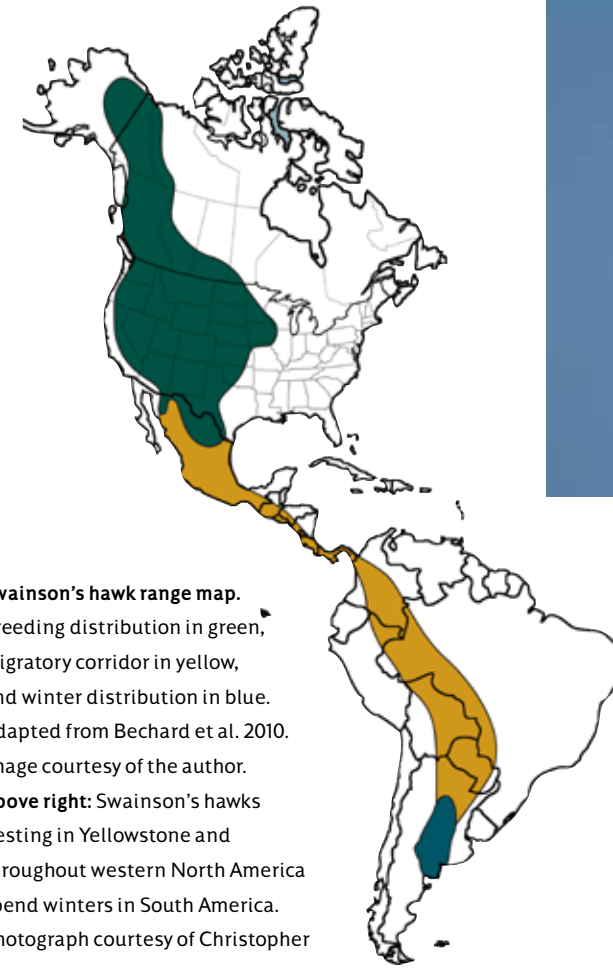 wainson's hawk range map.
reeding distribution in green,
igratory corridor in yellow,
nd winter distribution in blue.
dapted from Bechard et al. 2010.
mage courtesy of the author.
bove right: Swainson's hawks
esting in Yellowstone and
roughout western North America
pend winters in South America.
hotograph courtesy of Christopher